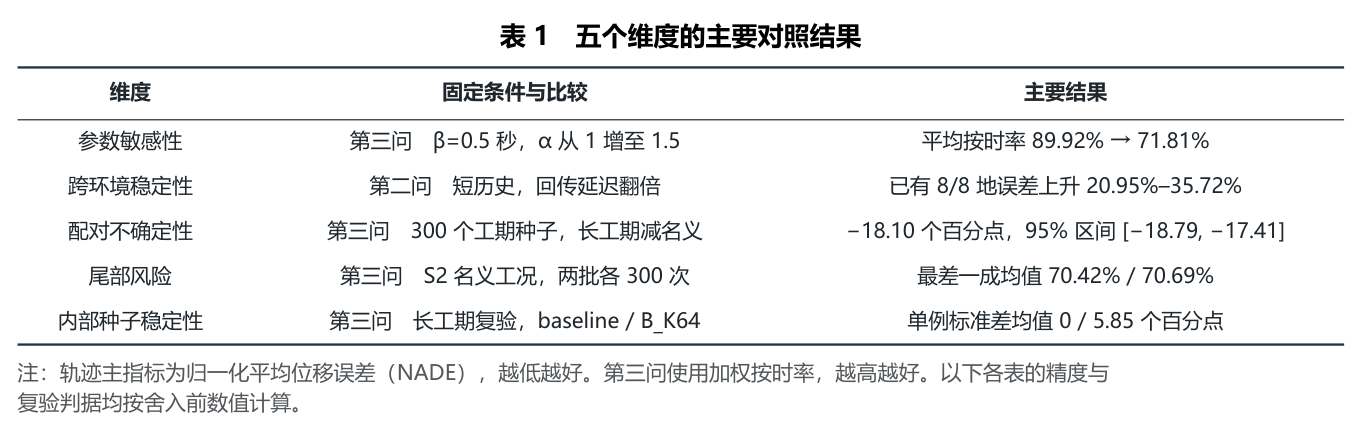 表 1　五个维度的主要对照结果
维度　固定条件与比较　主要结果
参数敏感性　第三问　β=0.5 秒，α 从 1 增至 1.5　平均按时率 89.92% → 71.81%
跨环境稳定性　第二问　短历史，回传延迟翻倍　已有 8/8 地误差上升 20.95%–35.72%
配对不确定性　第三问　300 个工期种子，长工期减名义　−18.10 个百分点，95% 区间 [−18.79, −17.41]
尾部风险　第三问　S2 名义工况，两批各 300 次　最差一成均值 70.42% / 70.69%
内部种子稳定性　第三问　长工期复验，baseline / B_K64　单例标准差均值 0 / 5.85 个百分点
注：轨迹主指标为归一化平均位移误差（NADE），越低越好。第三问使用加权按时率，越高越好。以下各表的精度与
复验判据均按舍入前数值计算。